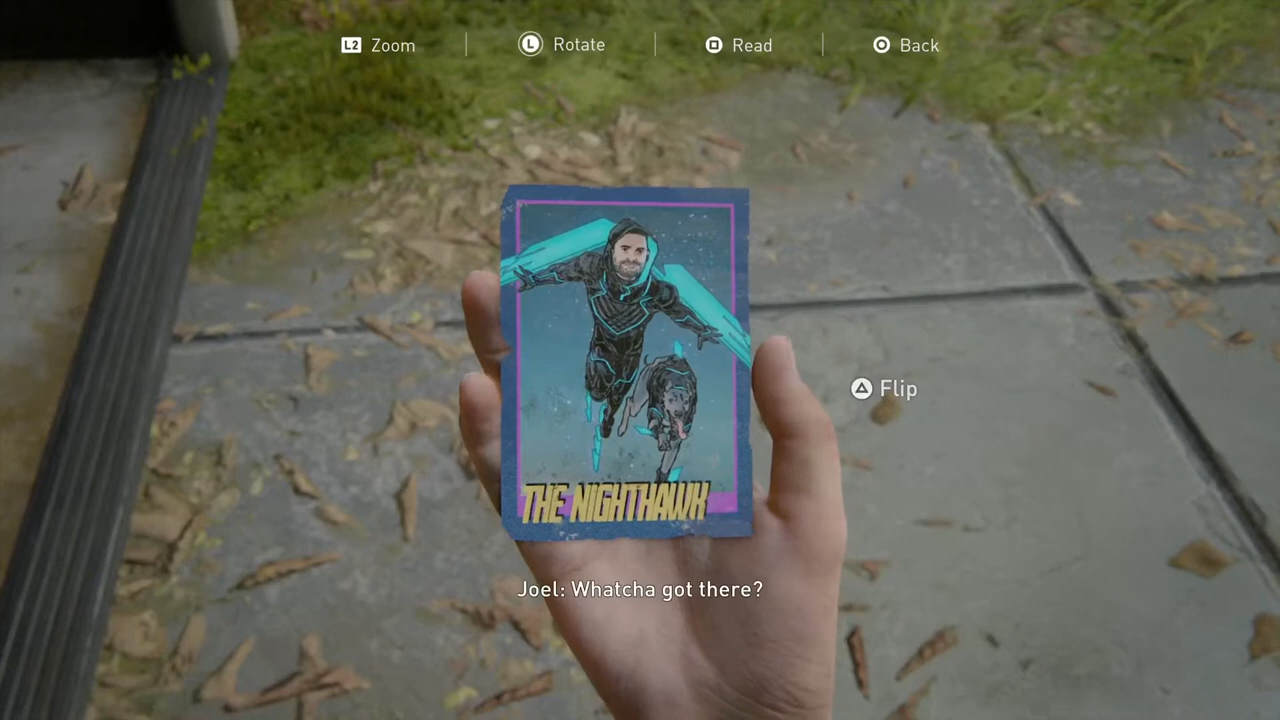 L2 Zoom
L Rotate
Read
Back
Flip
THE NIGHTHAWK
Joel: Whatcha got there?